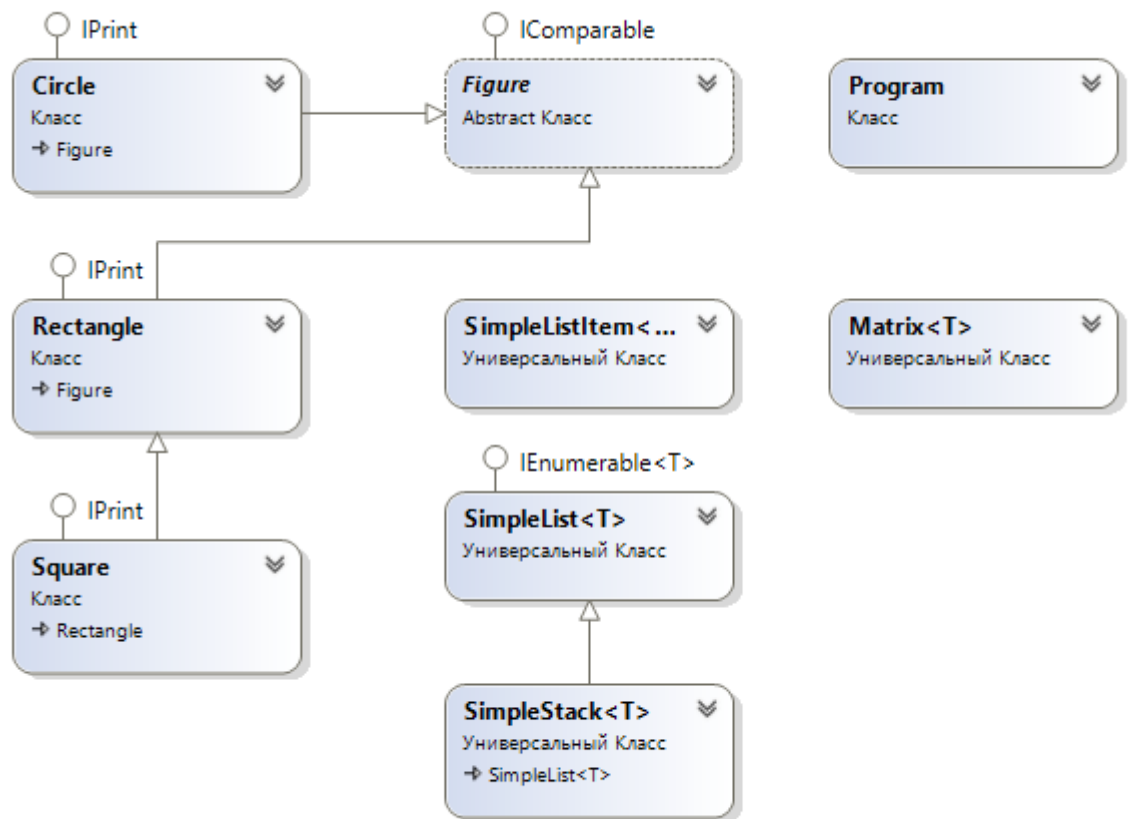 IPrint
Circle
Класс
Figure
IComparable
Figure
Abstract Класс
Program
Класс
IPrint
Rectangle
Класс
Figure
SimpleListItem<...
Универсальный Класс
Matrix<T>
Универсальный Класс
IPrint
Square
Класс
Rectangle
IEnumerable<T>
SimpleList<T>
Универсальный Класс
SimpleStack<T>
Универсальный Класс
SimpleList<T>